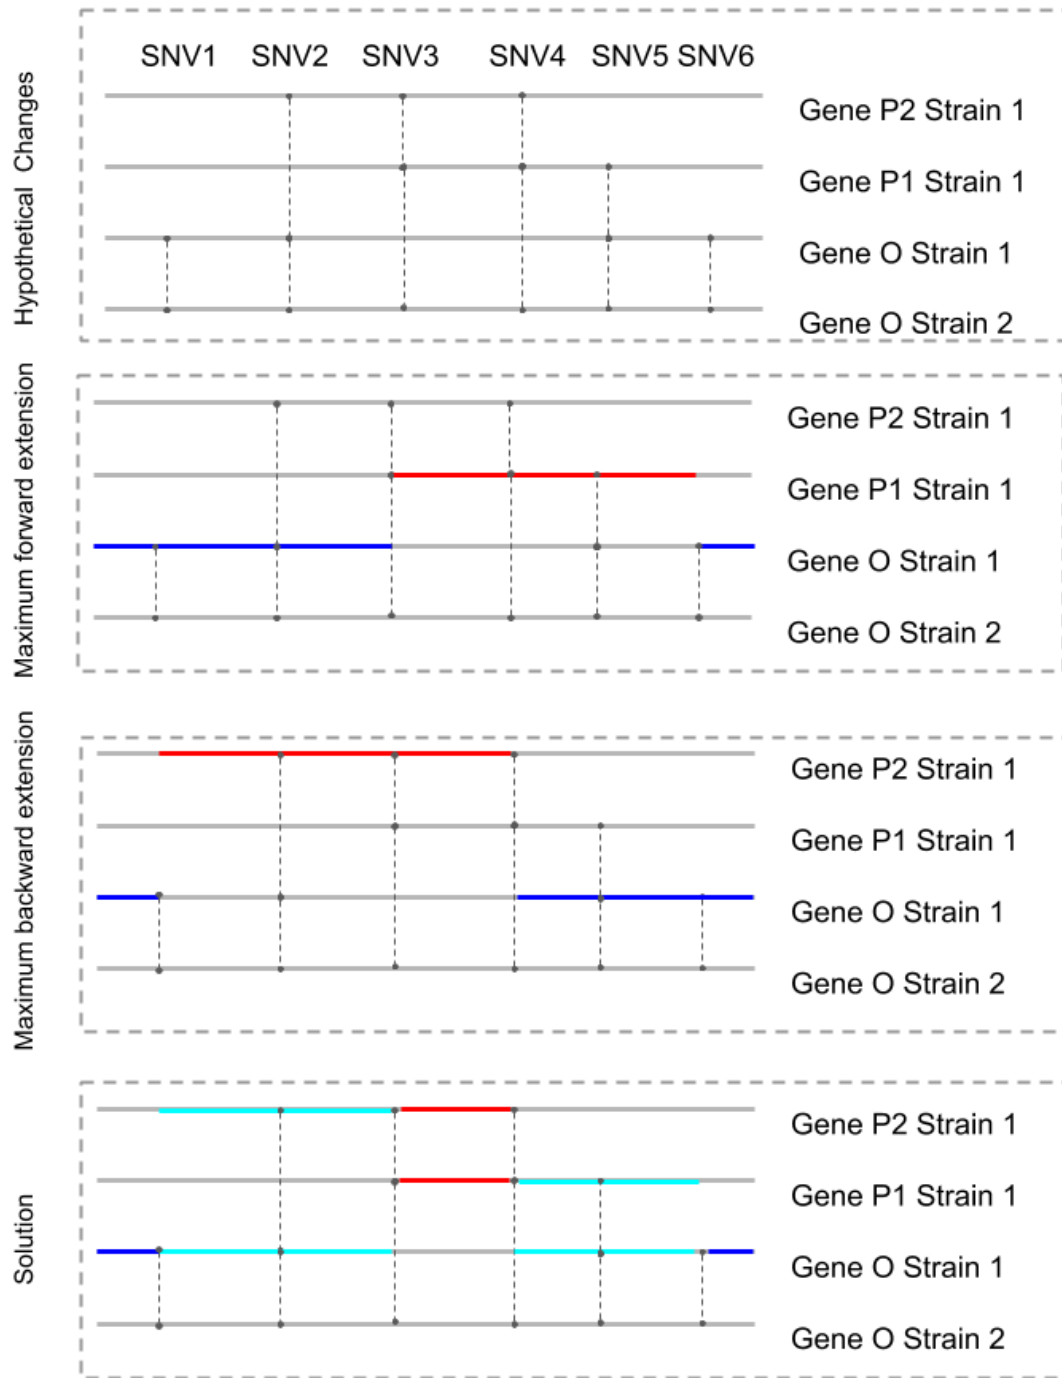 Hypothetical Changes
SNV1 SNV2 SNV3 SNV4 SNV5 SNV6
Gene P2 Strain 1
Gene P1 Strain 1
Gene O Strain 1
Gene O Strain 2
Maximum forward extension
Gene P2 Strain 1
Gene P1 Strain 1
Gene O Strain 1
Gene O Strain 2
Maximum backward extension
Gene P2 Strain 1
Gene P1 Strain 1
Gene O Strain 1
Gene O Strain 2
Solution
Gene P2 Strain 1
Gene P1 Strain 1
Gene O Strain 1
Gene O Strain 2